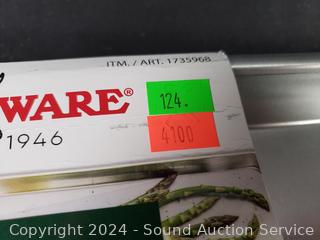 ITM. / ART. 1735968
WARE®
1946
124.
4100
Copyright 2024 - Sound Auction Service